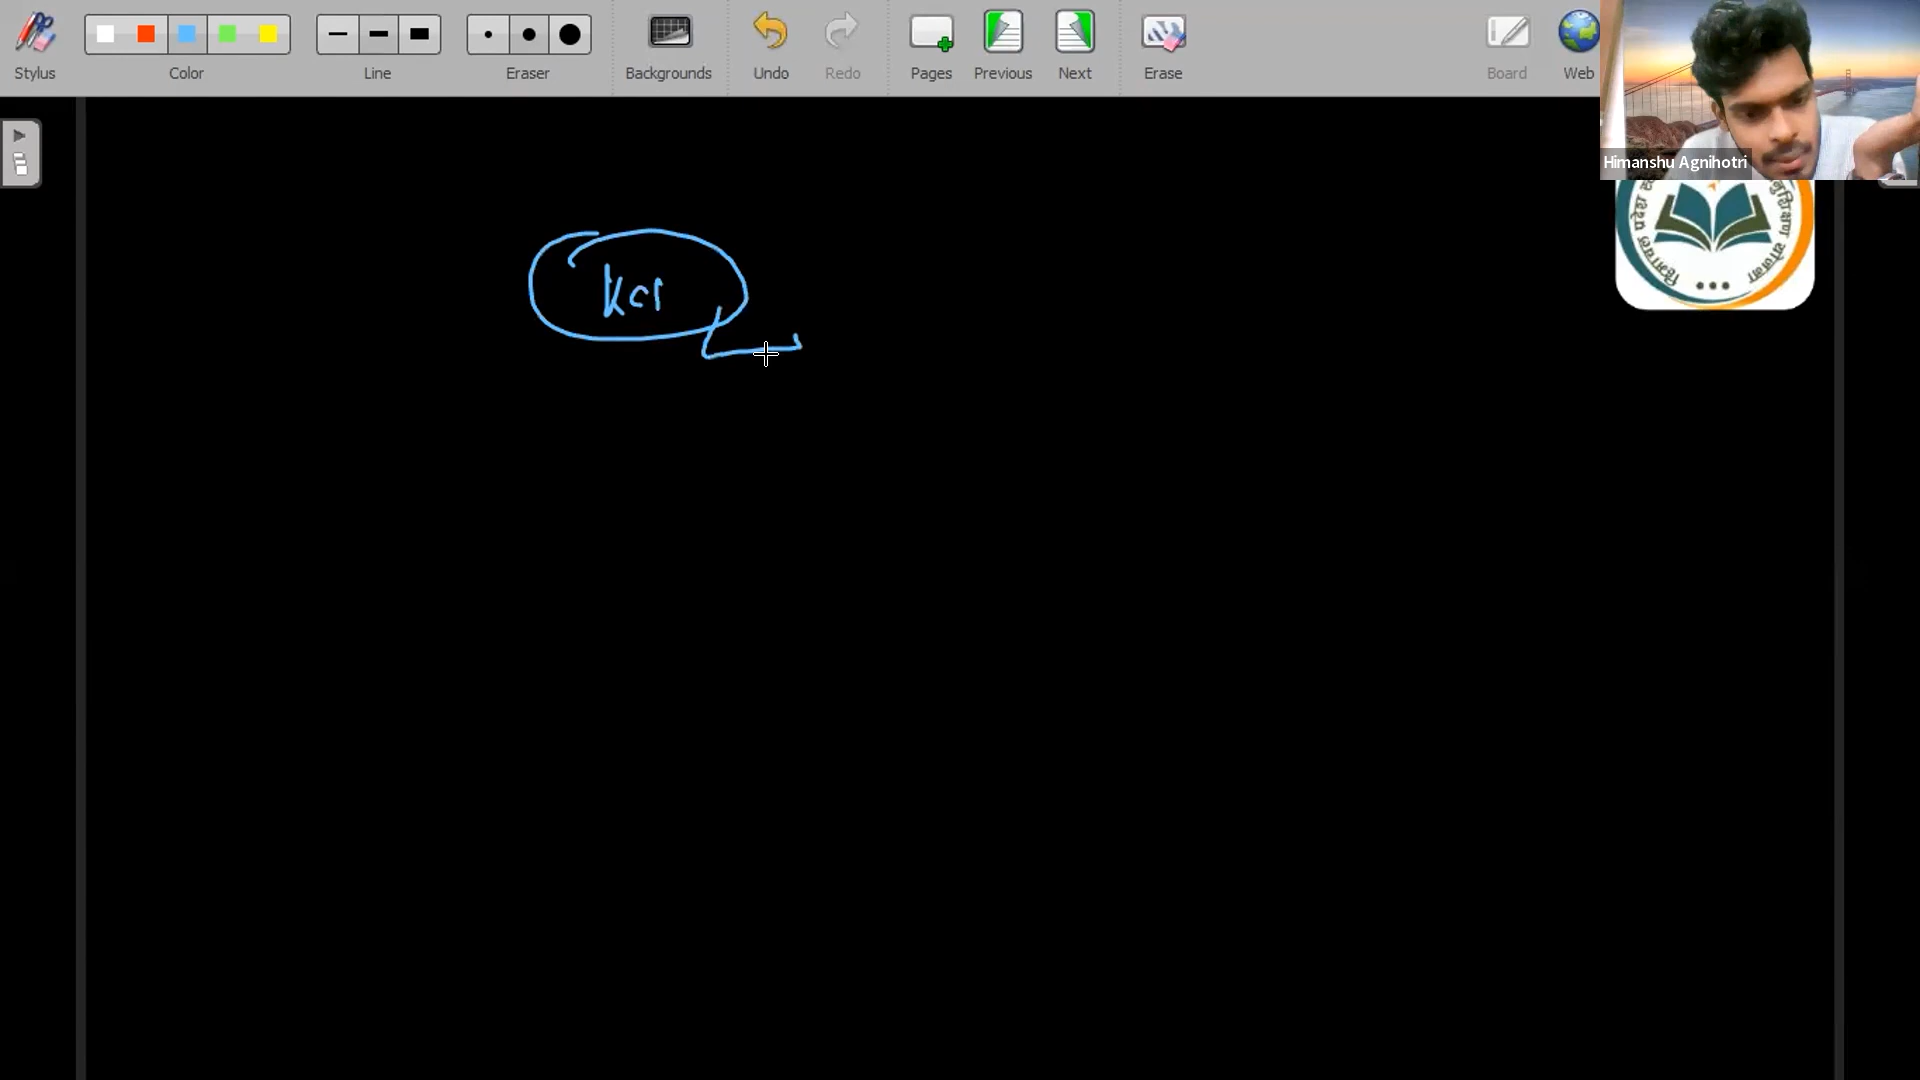 Stylus Color Line Eraser Backgrounds Undo Redo Pages Previous Next Erase Board Web
Himanshu Agnihotri
KCl